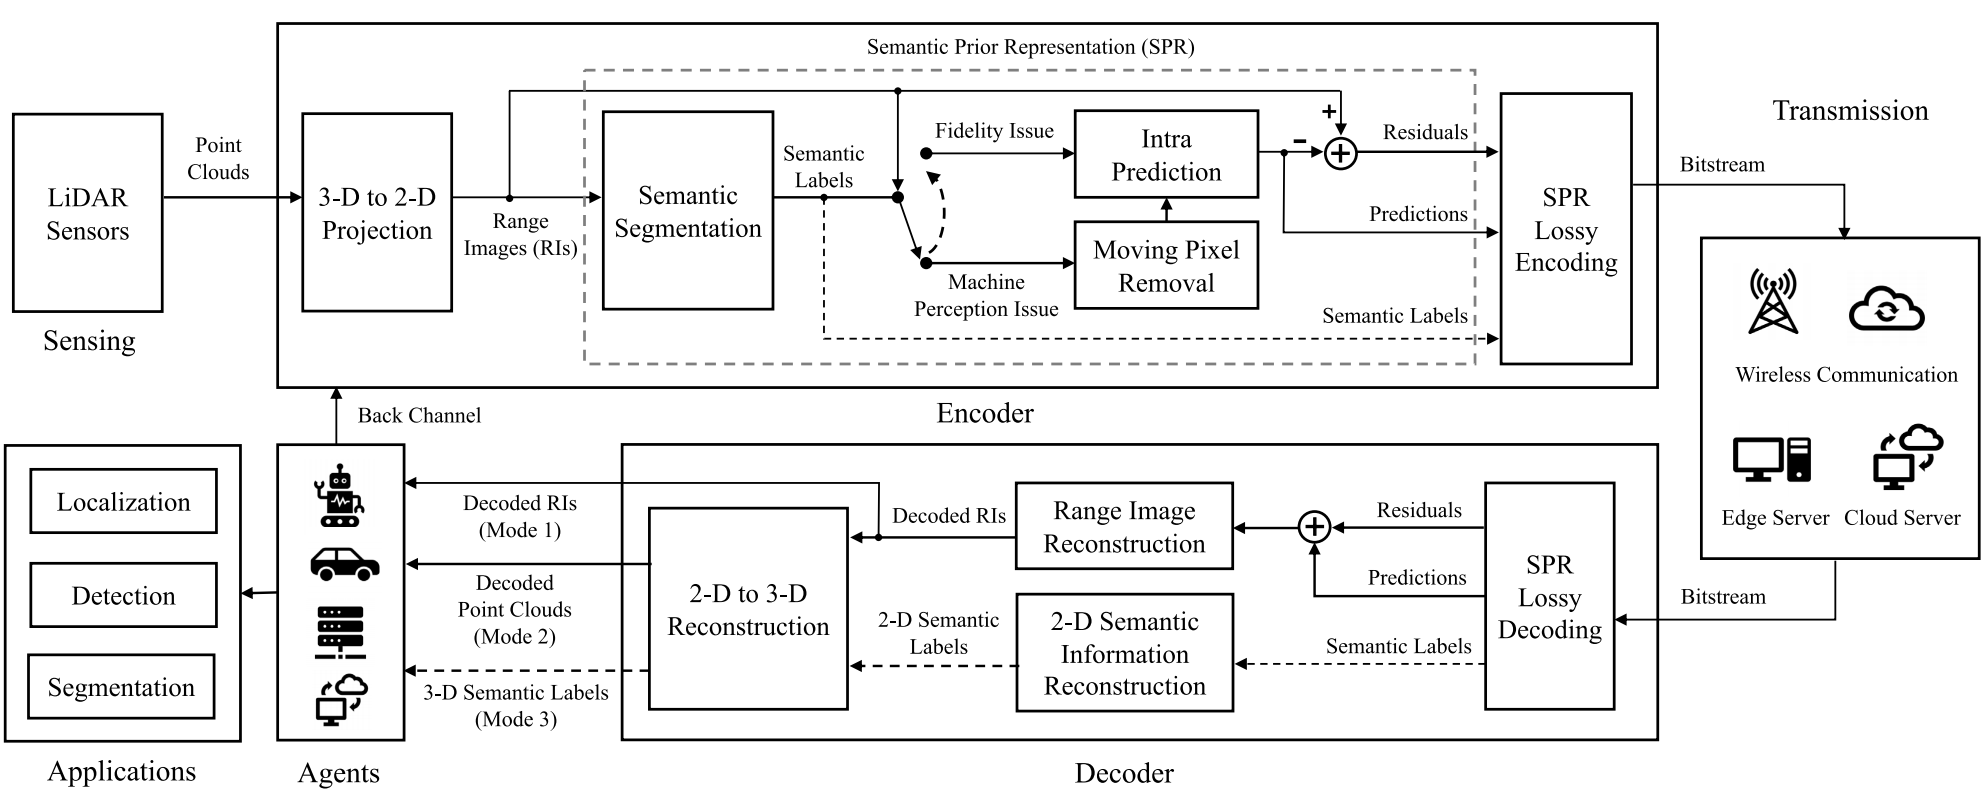 Semantic Prior Representation (SPR)
LiDAR
Sensors
Sensing
Point
Clouds
3-D to 2-D
Projection
Range
Images (RIs)
Semantic
Segmentation
Semantic
Labels
Fidelity Issue
Machine
Perception Issue
Intra
Prediction
Moving Pixel
Removal
+
-
+
Residuals
Predictions
Semantic Labels
SPR
Lossy
Encoding
Encoder
Transmission
Bitstream
Wireless Communication
Edge Server
Cloud Server
Bitstream
SPR
Lossy
Decoding
Residuals
Predictions
Semantic Labels
+
Range Image
Reconstruction
2-D Semantic
Information
Reconstruction
Decoded RIs
2-D Semantic
Labels
2-D to 3-D
Reconstruction
Decoder
Decoded RIs
(Mode 1)
Decoded
Point Clouds
(Mode 2)
3-D Semantic Labels
(Mode 3)
Back Channel
Agents
Localization
Detection
Segmentation
Applications